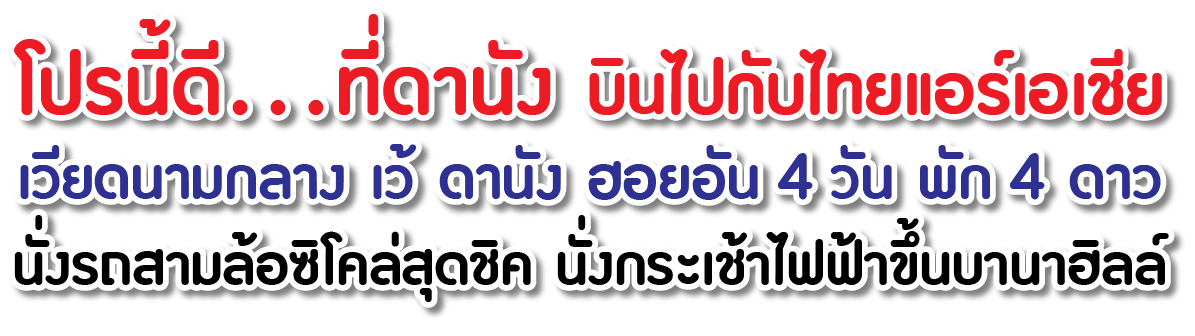 โปรนี้ดี...ที่ดานัง บินไปกับไทยแอร์เอเชีย
เวียดนามกลาง เว้ ดานัง ฮอยอัน 4 วัน พัก 4 ดาว
นั่งรถสามล้อซิโคล่สุดชิค นั่งกระเช้าไฟฟ้าขึ้นบานาฮิลล์